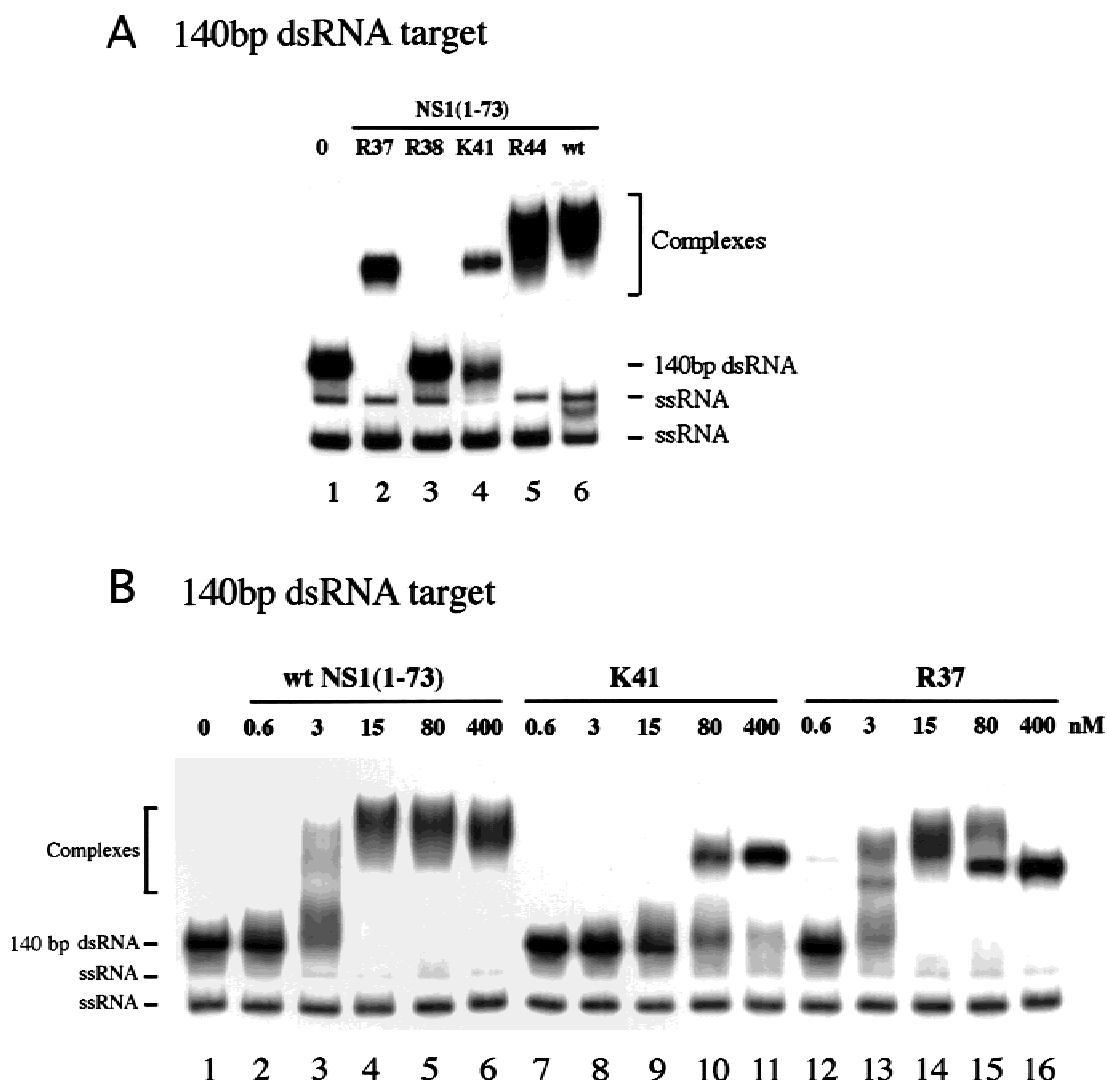 A 140bp dsRNA target
NS1(1-73)
0 R37 R38 K41 R44 wt
Complexes
140bp dsRNA
ssRNA
ssRNA
1 2 3 4 5 6
B 140bp dsRNA target
wt NS1(1-73) K41 R37
0 0.6 3 15 80 400 0.6 3 15 80 400 0.6 3 15 80 400 nM
Complexes
140 bp dsRNA
ssRNA
ssRNA
1 2 3 4 5 6 7 8 9 10 11 12 13 14 15 16